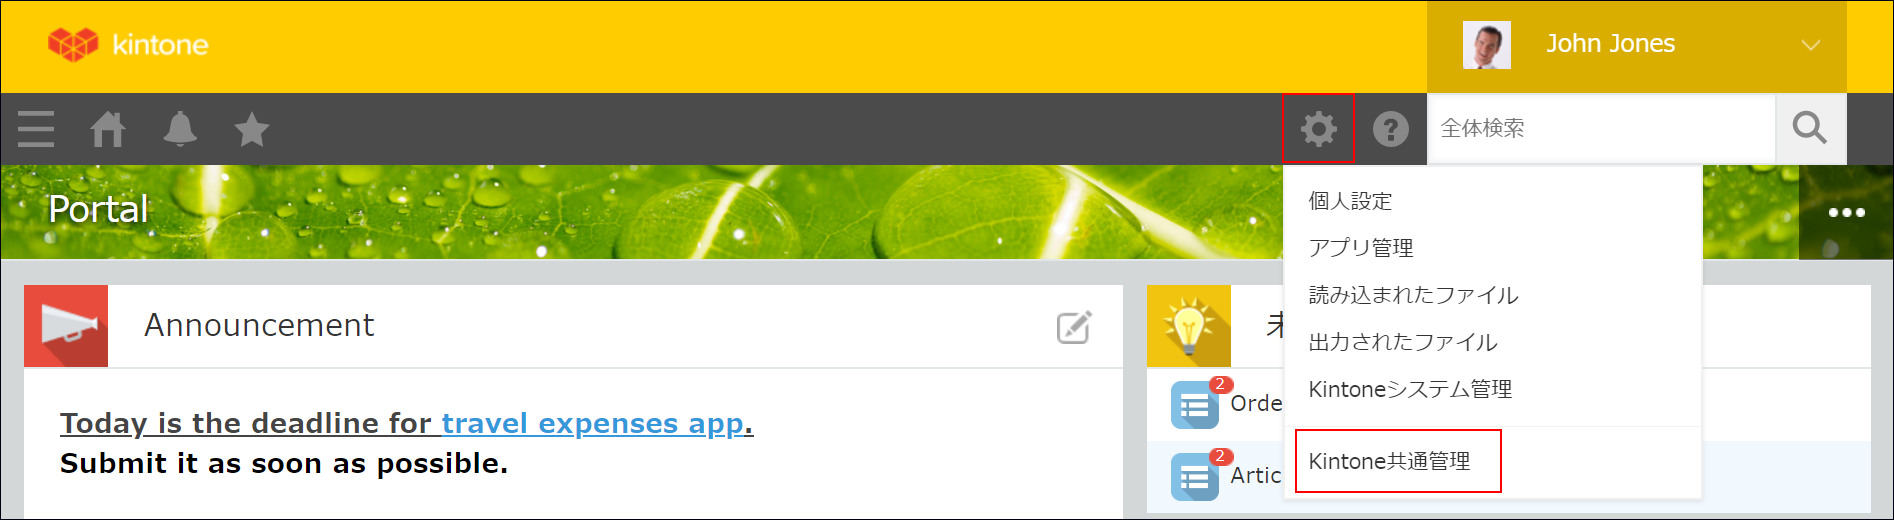 kintone
John Jones
全体検索
Portal
個人設定
アプリ管理
読み込まれたファイル
出力されたファイル
Kintoneシステム管理
Kintone共通管理
Announcement
Today is the deadline for travel expenses app.
Submit it as soon as possible.
2
Orde
2
Artic